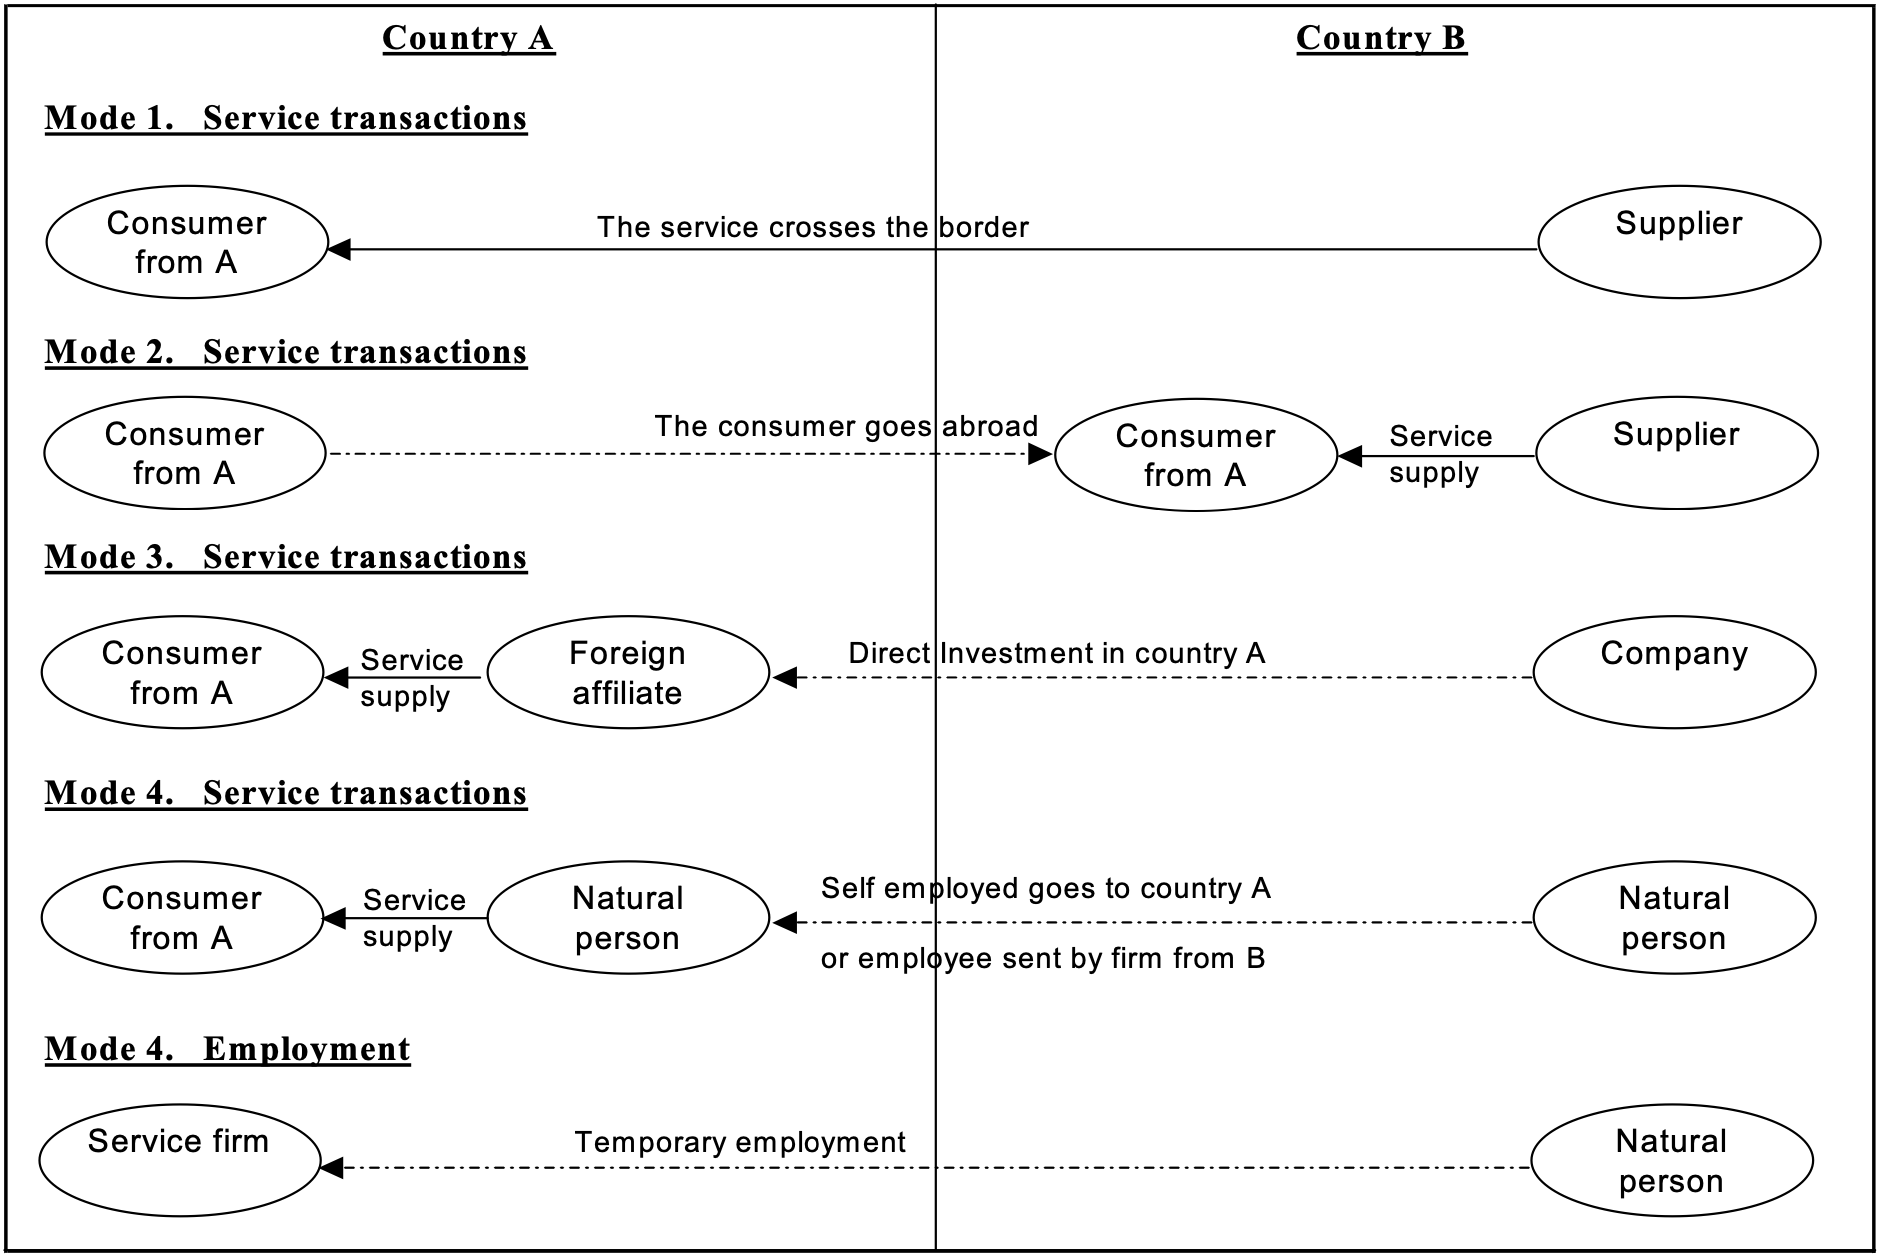 Country A
Country B
Mode 1. Service transactions
Consumer
from A
The service crosses the border
Supplier
Mode 2. Service transactions
Consumer
from A
The consumer goes abroad
Consumer
from A
Service
supply
Supplier
Mode 3. Service transactions
Consumer
from A
Service
supply
Foreign
affiliate
Direct Investment in country A
Company
Mode 4. Service transactions
Consumer
from A
Service
supply
Natural
person
Self employed goes to country A
or employee sent by firm from B
Natural
person
Mode 4. Employment
Service firm
Temporary employment
Natural
person